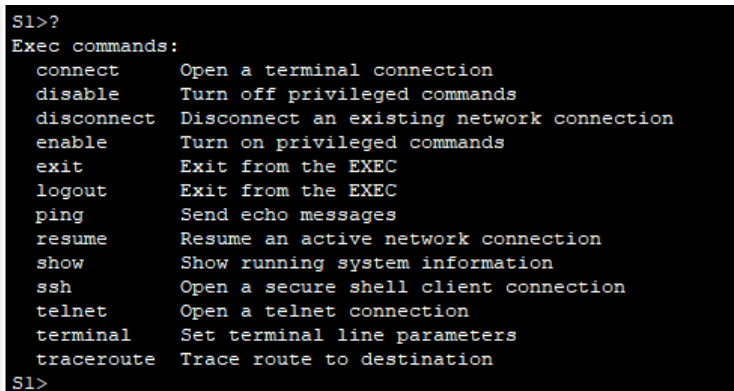 S1>?
Exec commands:
  connect     Open a terminal connection
  disable     Turn off privileged commands
  disconnect  Disconnect an existing network connection
  enable      Turn on privileged commands
  exit        Exit from the EXEC
  logout      Exit from the EXEC
  ping        Send echo messages
  resume      Resume an active network connection
  show        Show running system information
  ssh         Open a secure shell client connection
  telnet      Open a telnet connection
  terminal    Set terminal line parameters
  traceroute  Trace route to destination
S1>